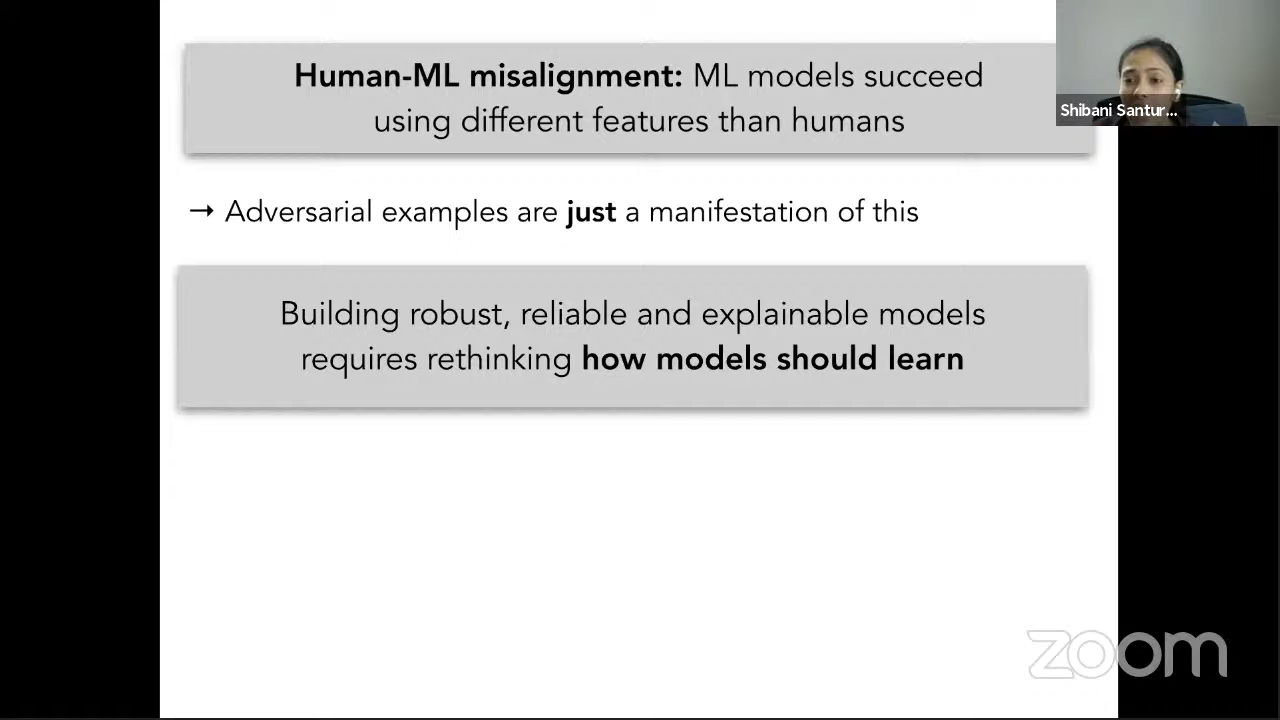 Human-ML misalignment: ML models succeed
using different features than humans
Shibani Santur...
→ Adversarial examples are just a manifestation of this
Building robust, reliable and explainable models
requires rethinking how models should learn
zoom